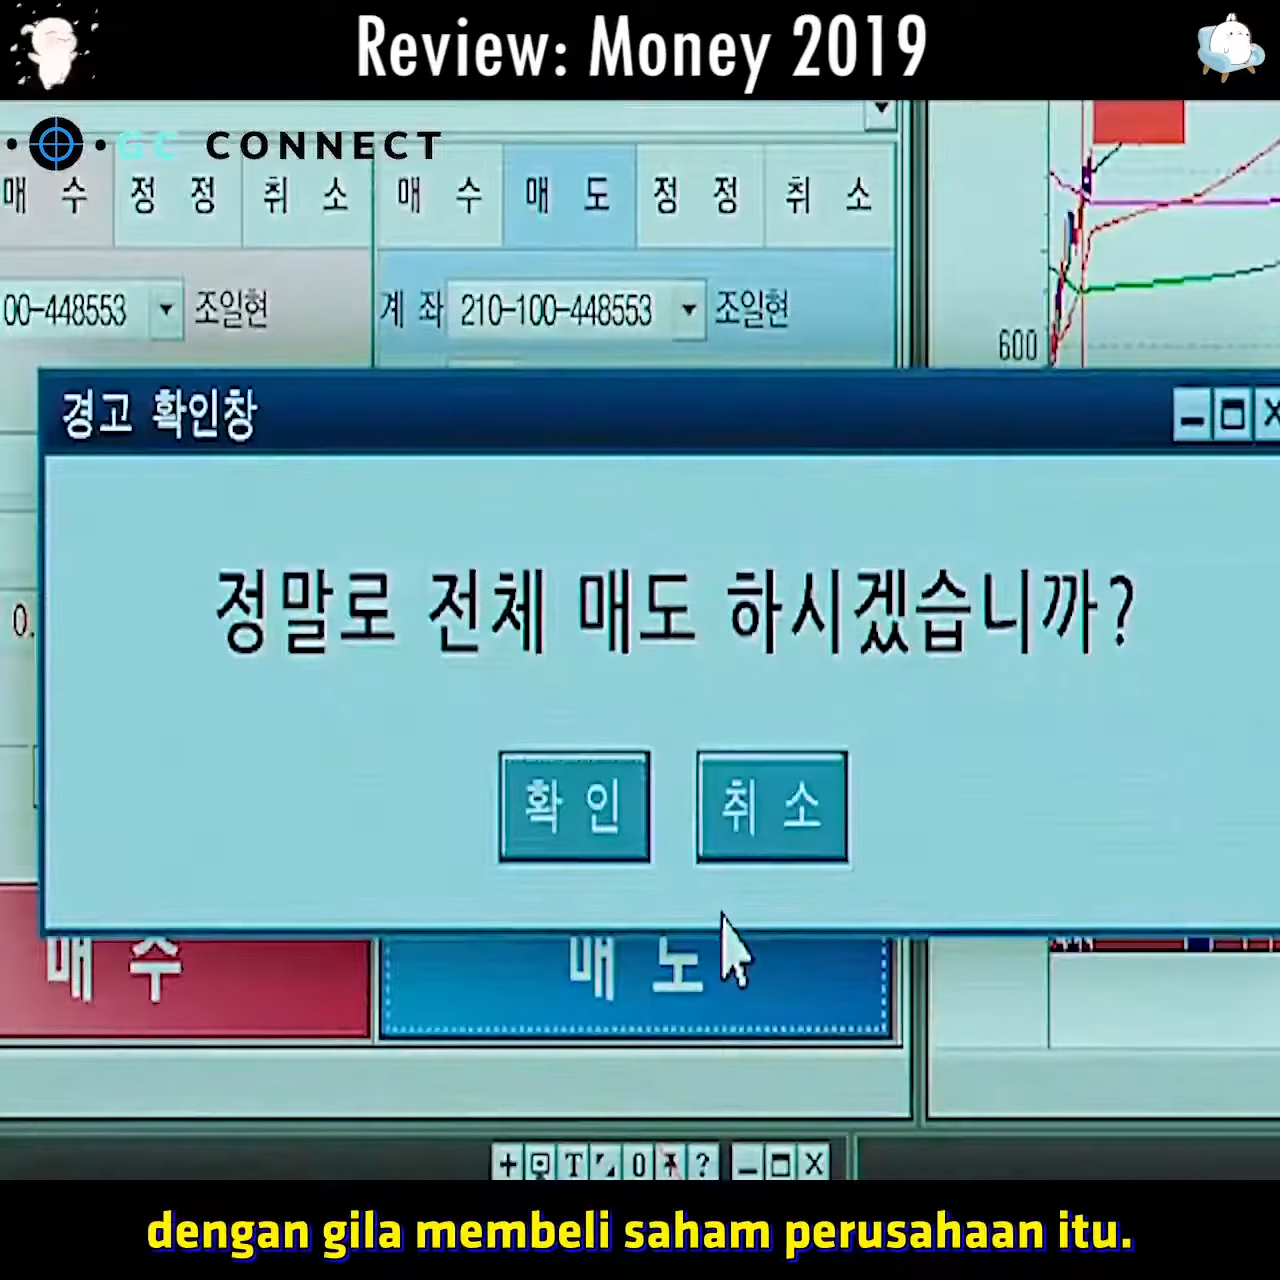 Review: Money 2019
GC CONNECT
매 수 정 정 취 소 매 수 매 도 정 정 취 소
00-448553 조일현 계 좌 210-100-448553 조일현
600
경고 확인창
정말로 전체 매도 하시겠습니까?
0.
확 인 취 소
매 수 매 도
T 0 ?
dengan gila membeli saham perusahaan itu.